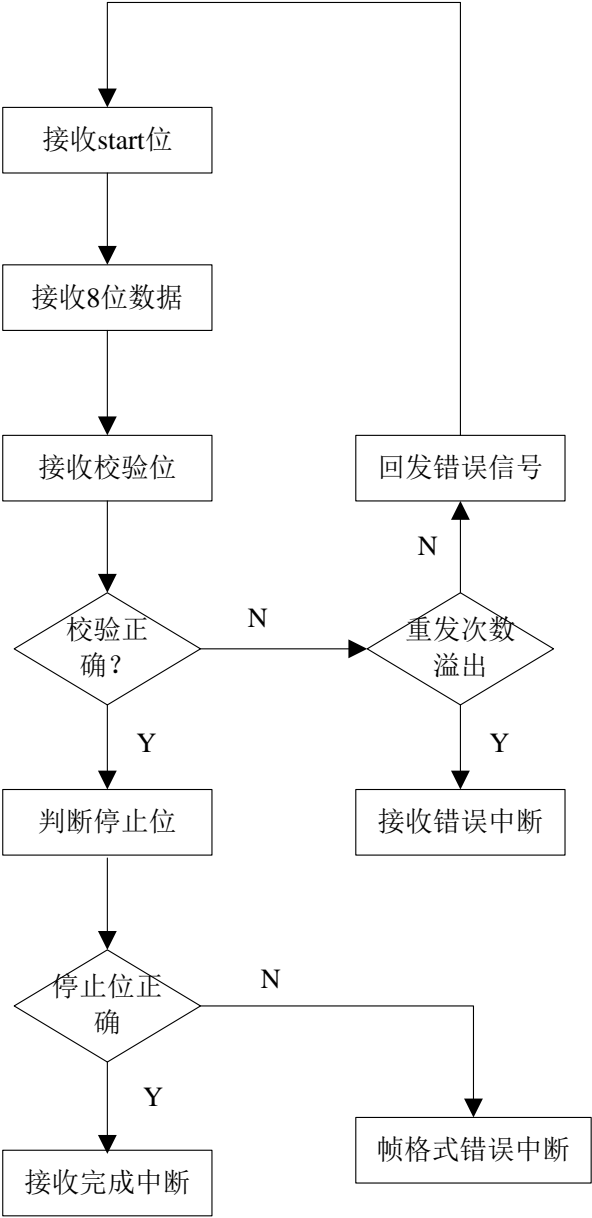 接收start位
接收8位数据
接收校验位
回发错误信号
N
校验正
确？
N
重发次数
溢出
Y
Y
判断停止位
接收错误中断
停止位正
确
N
Y
接收完成中断
帧格式错误中断